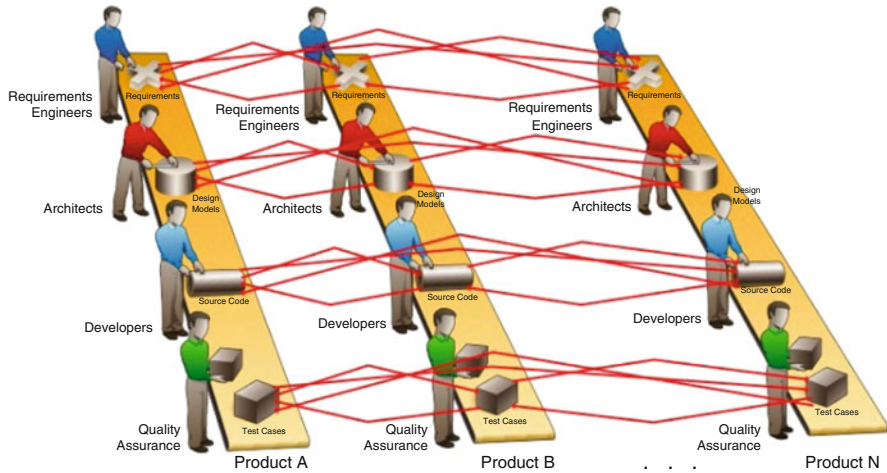 Requirements
Requirements
Engineers
Requirements
Requirements
Engineers
Requirements
Requirements
Engineers
Design
Models
Architects
Design
Models
Architects
Design
Models
Architects
Source Code
Developers
Source Code
Developers
Source Code
Developers
Test Cases
Quality
Assurance
Test Cases
Quality
Assurance
Test Cases
Quality
Assurance
Product A
Product B
. . .
Product N